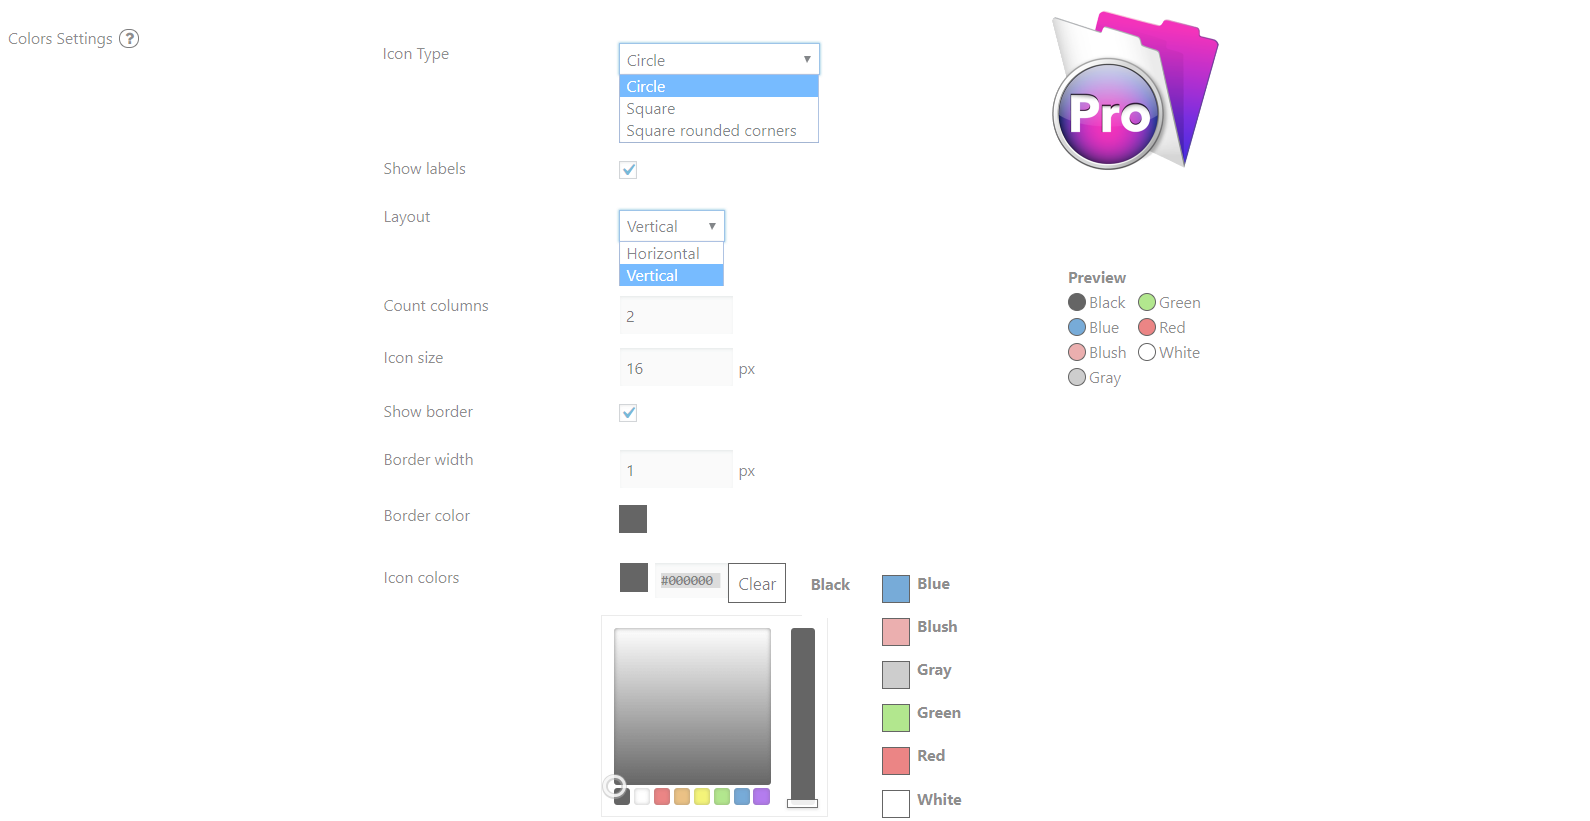 Colors Settings ?
Icon Type
Circle
Circle
Square
Square rounded corners
Pro
Show labels
Layout
Vertical
Horizontal
Vertical
Preview
Black Green
Blue Red
Blush White
Gray
Count columns
2
Icon size
16 px
Show border
Border width
1 px
Border color
Icon colors
#000000 Clear Black
Blue
Blush
Gray
Green
Red
White